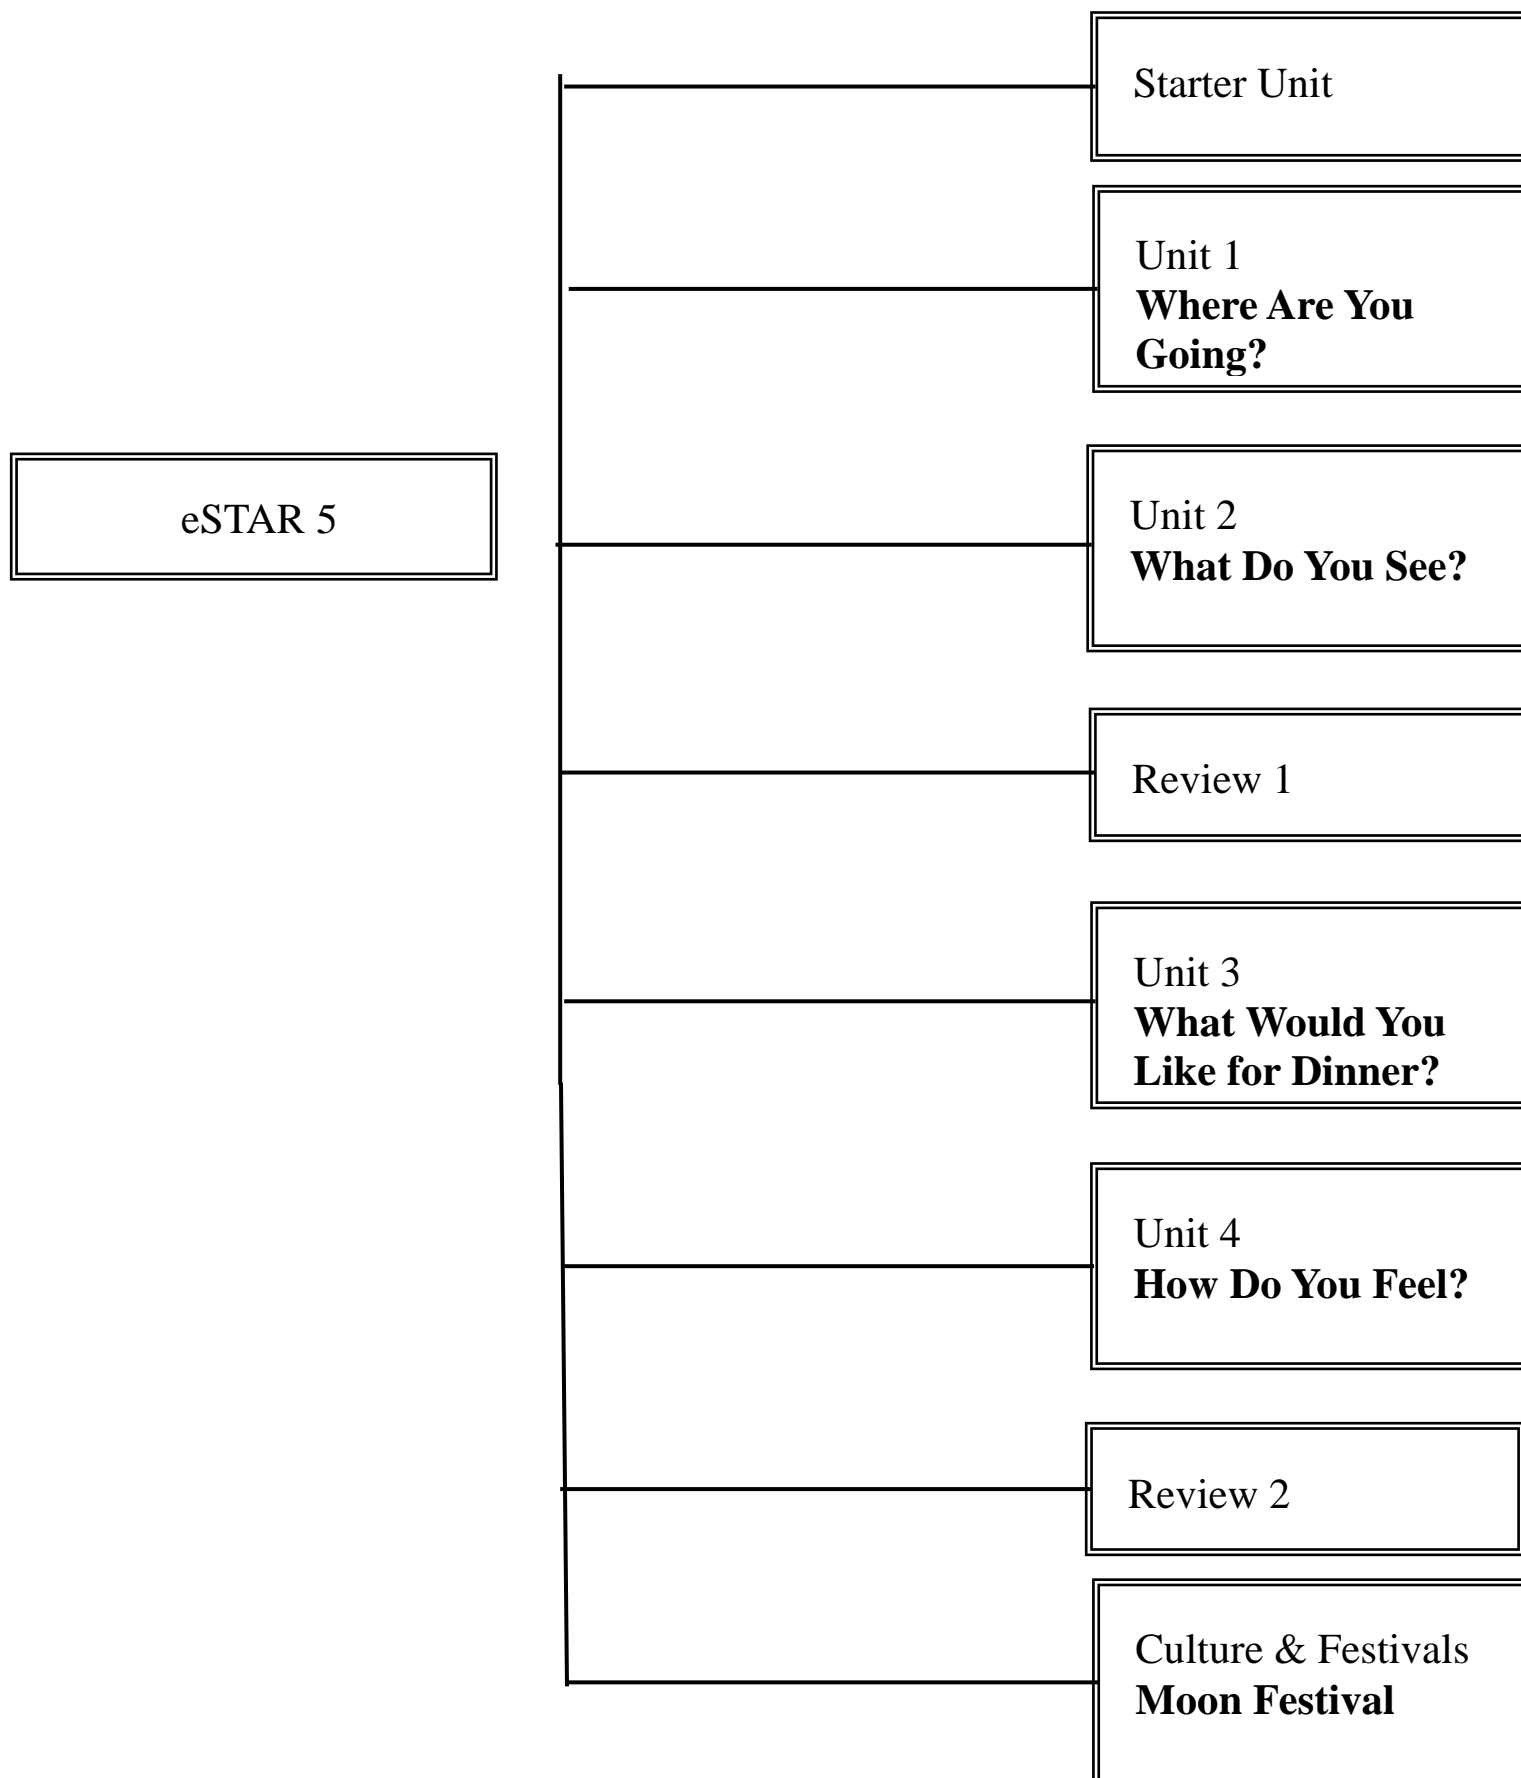 eSTAR 5
Starter Unit
Unit 1
Where Are You
Going?
Unit 2
What Do You See?
Review 1
Unit 3
What Would You
Like for Dinner?
Unit 4
How Do You Feel?
Review 2
Culture & Festivals
Moon Festival